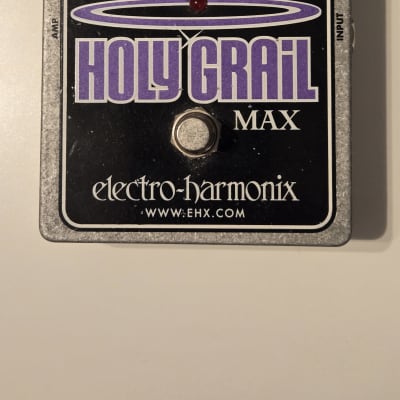 AMP
INPUT
HOLY GRAIL
MAX
electro-harmonix
WWW.EHX.COM